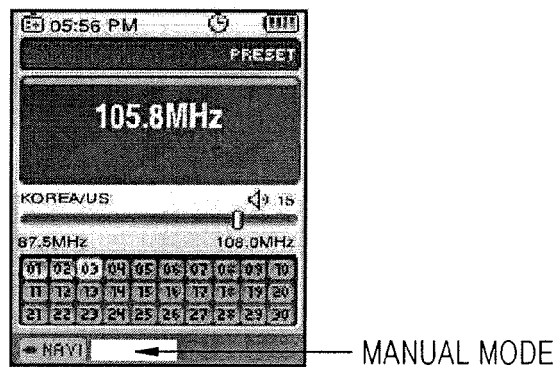 05:56 PM
PRESET
105.8MHz
KOREA/US 15
87.5MHz 108.0MHz
01 02 03 04 05 06 07 08 09 10
11 12 13 14 15 16 17 18 19 20
21 22 23 24 25 26 27 28 29 30
NAVI MANUAL MODE